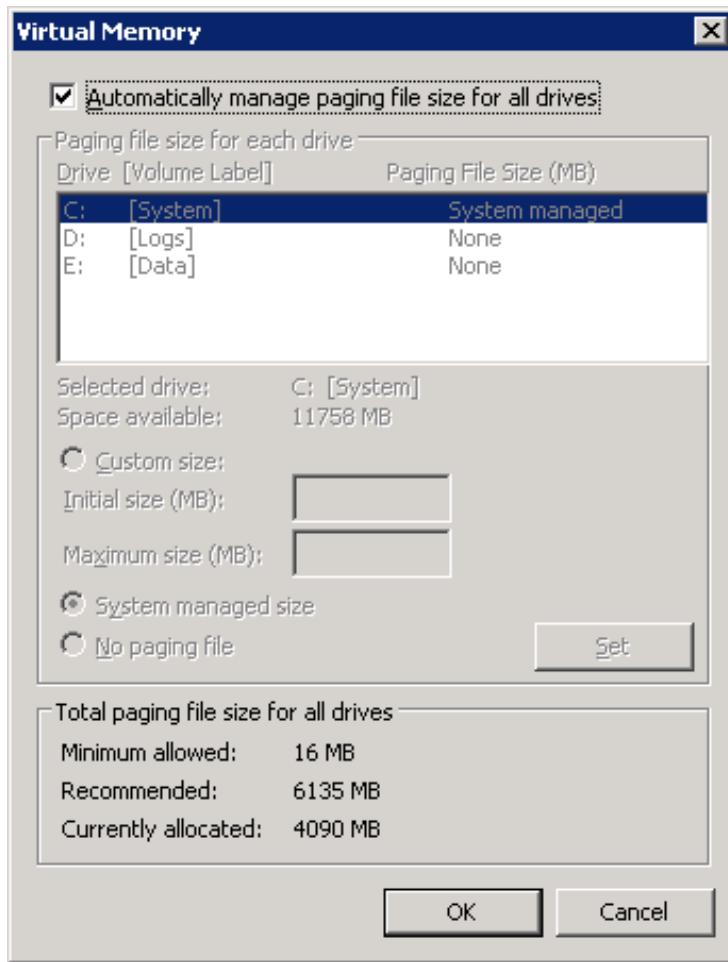 Virtual Memory
Automatically manage paging file size for all drives
Paging file size for each drive
Drive [Volume Label] Paging File Size (MB)
C: [System] System managed
D: [Logs] None
E: [Data] None
Selected drive: C: [System]
Space available: 11758 MB
Custom size:
Initial size (MB):
Maximum size (MB):
System managed size
No paging file Set
Total paging file size for all drives
Minimum allowed: 16 MB
Recommended: 6135 MB
Currently allocated: 4090 MB
OK Cancel